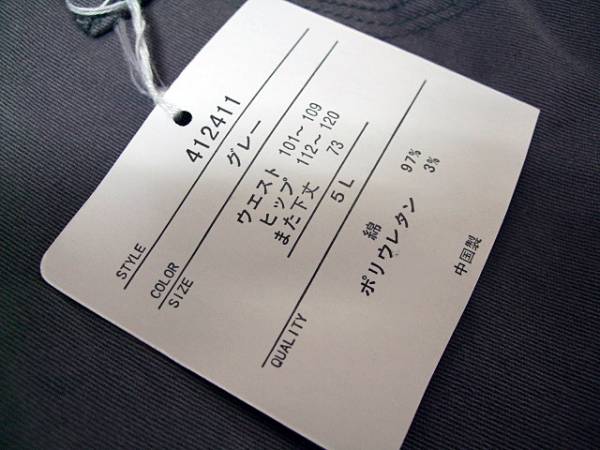 STYLE 412411
COLOR グレー
SIZE ウエスト 101～109
ヒップ 112～120
また下丈 73
5L
QUALITY 綿 97%
ポリウレタン 3%
中国製